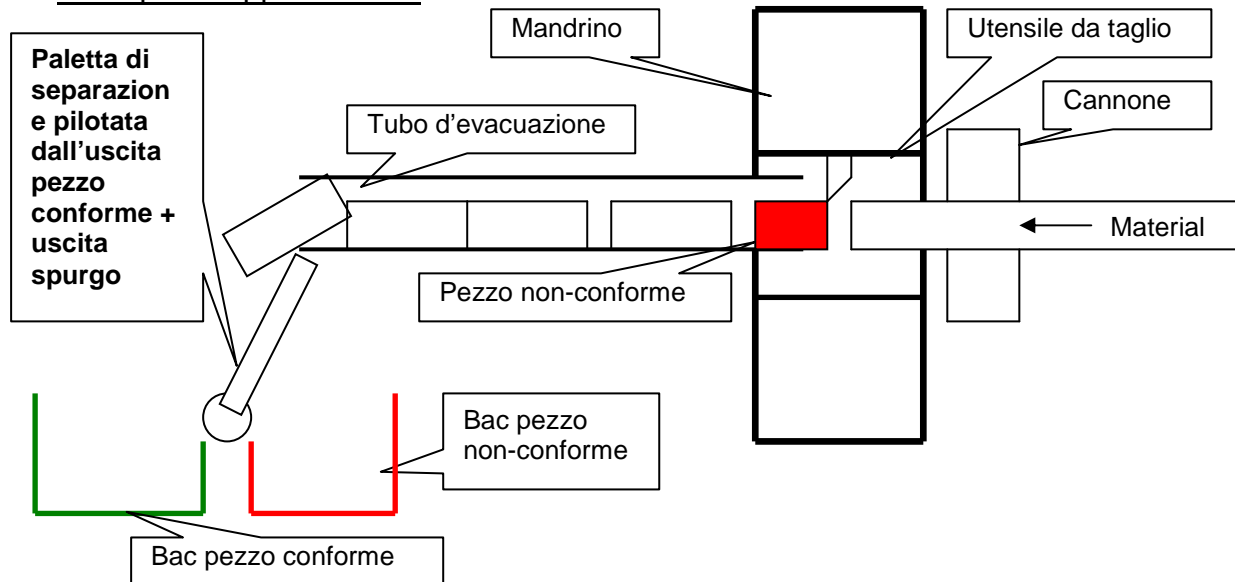 Mandrino
Utensile da taglio
Paletta di
separazion
e pilotata
dall'uscita
pezzo
conforme +
uscita
spurgo
Cannone
Tubo d'evacuazione
Material
Pezzo non-conforme
Bac pezzo
non-conforme
Bac pezzo conforme